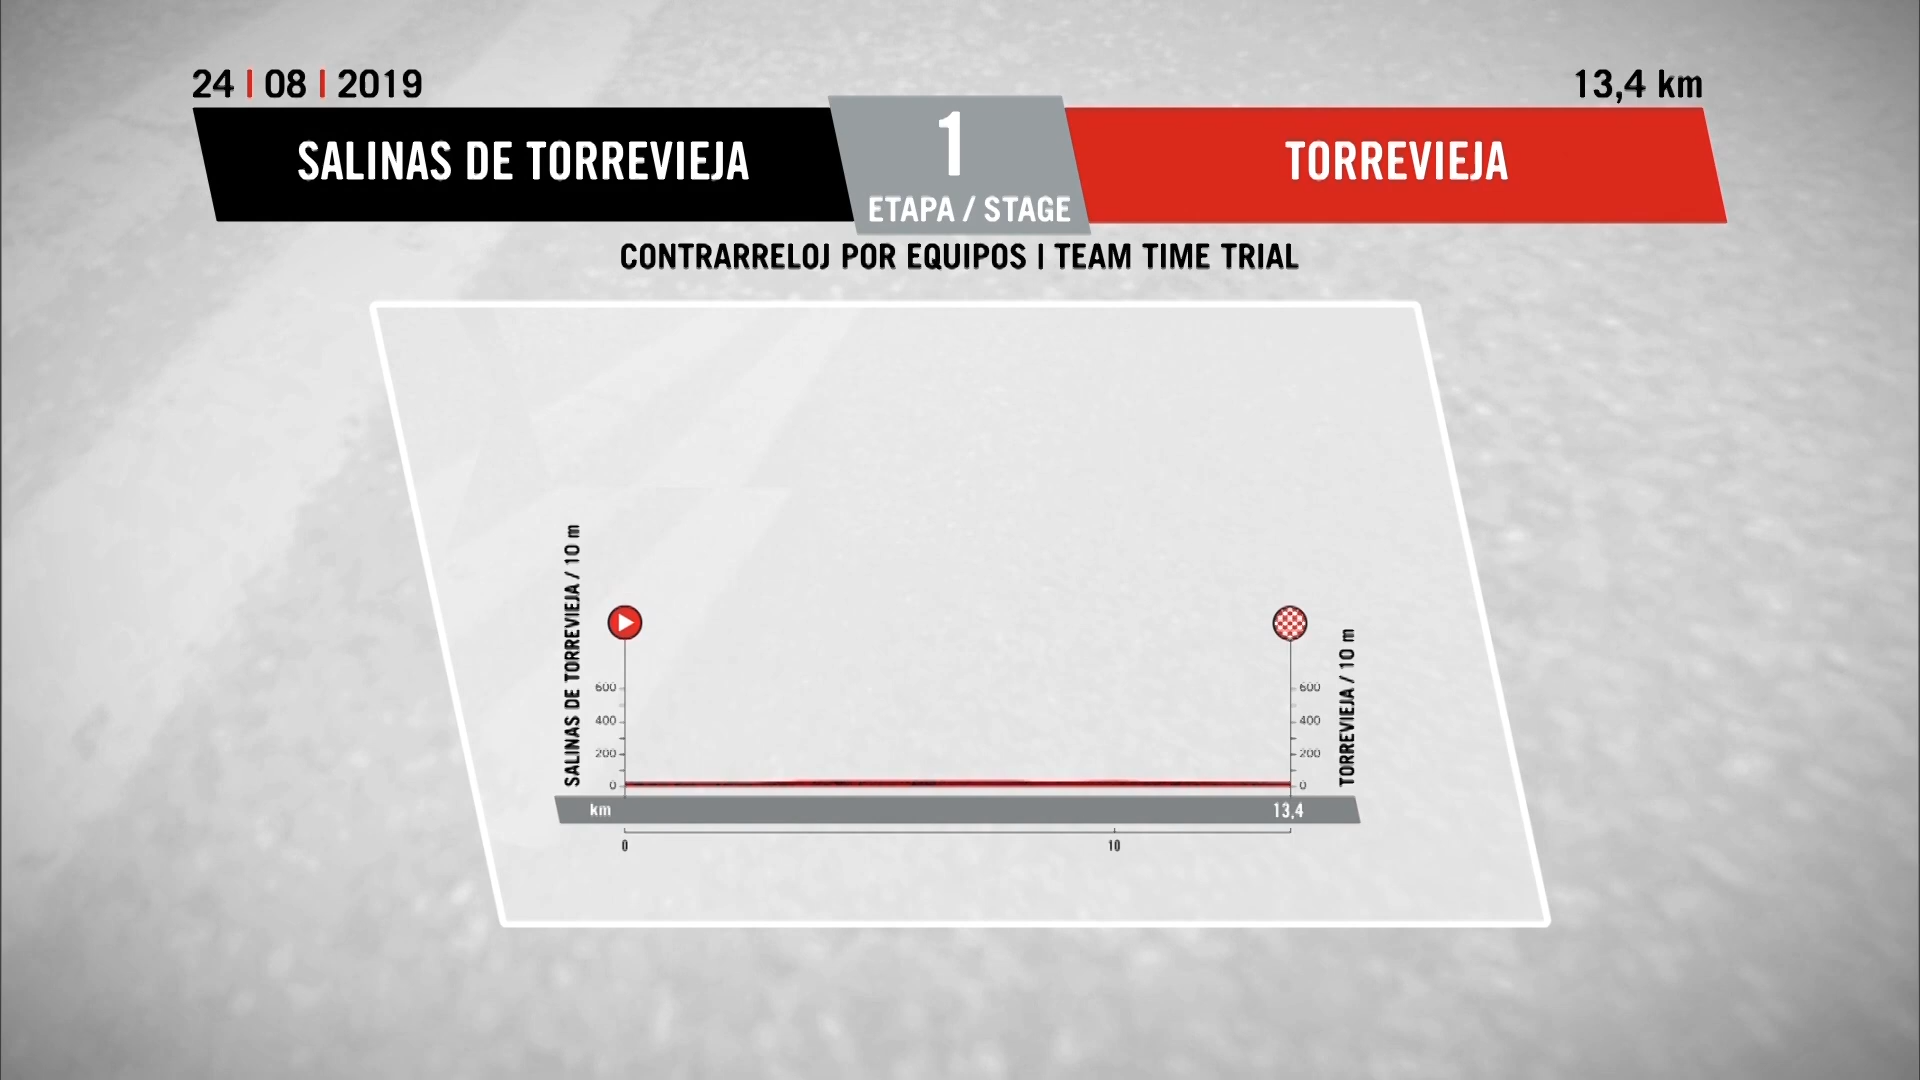 24 | 08 | 2019
13,4 km
SALINAS DE TORREVIEJA
1
ETAPA / STAGE
TORREVIEJA
CONTRARRELOJ POR EQUIPOS | TEAM TIME TRIAL
SALINAS DE TORREVIEJA / 10 m
600
400
200
0
600
400
200
0
TORREVIEJA / 10 m
km
13,4
0
10